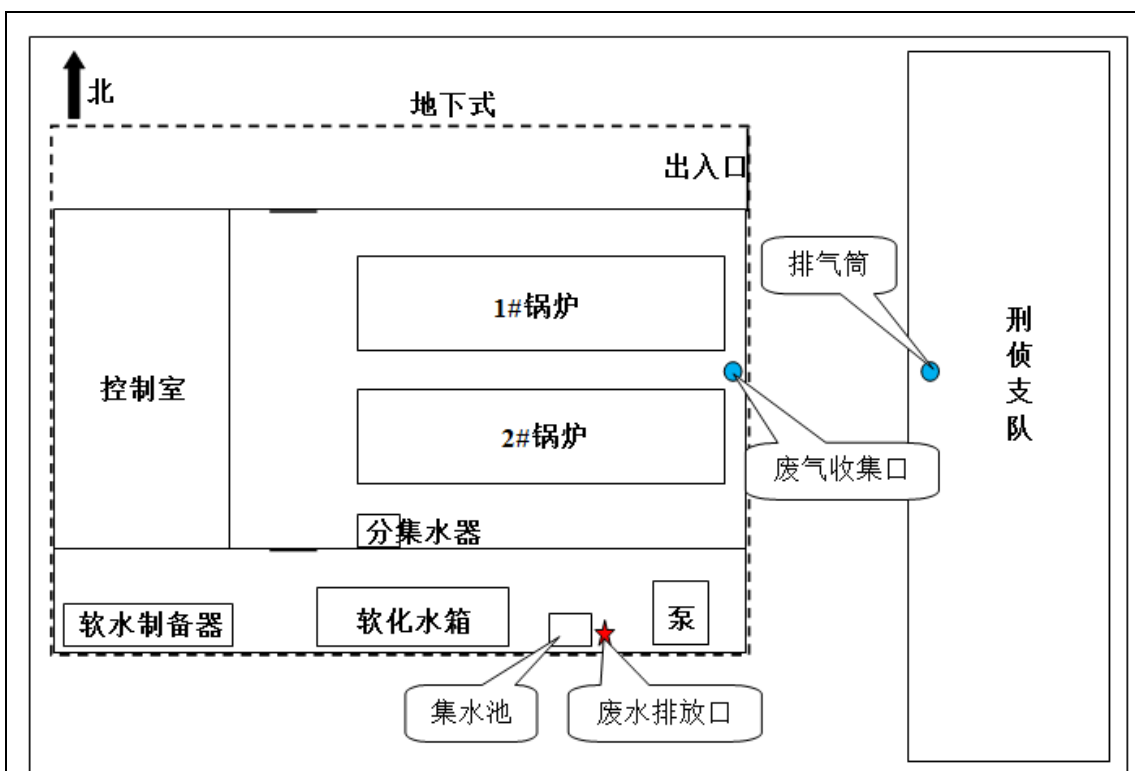 北
地下式
出入口
排气筒
1#锅炉
刑侦支队
控制室
2#锅炉
废气收集口
分集水器
软水制备器
软化水箱
泵
集水池
废水排放口